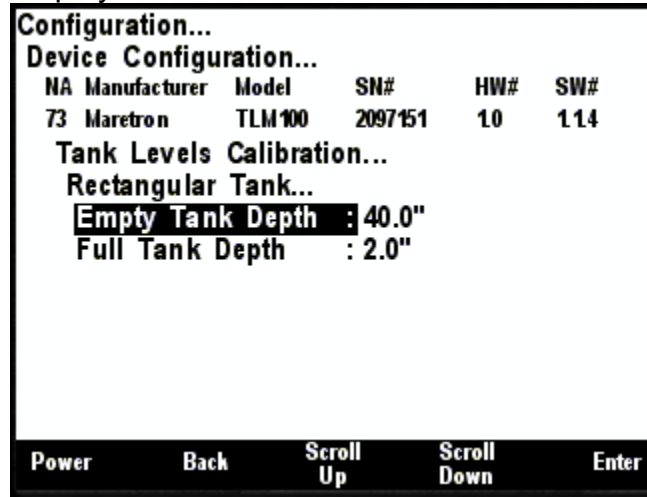 Configuration...
Device Configuration...
NA Manufacturer Model SN# HW# SW#
73 Maretron TLM100 2097151 1.0 1.1.4
Tank Levels Calibration...
Rectangular Tank...
Empty Tank Depth : 40.0"
Full Tank Depth : 2.0"
Power Back Scroll Up Scroll Down Enter